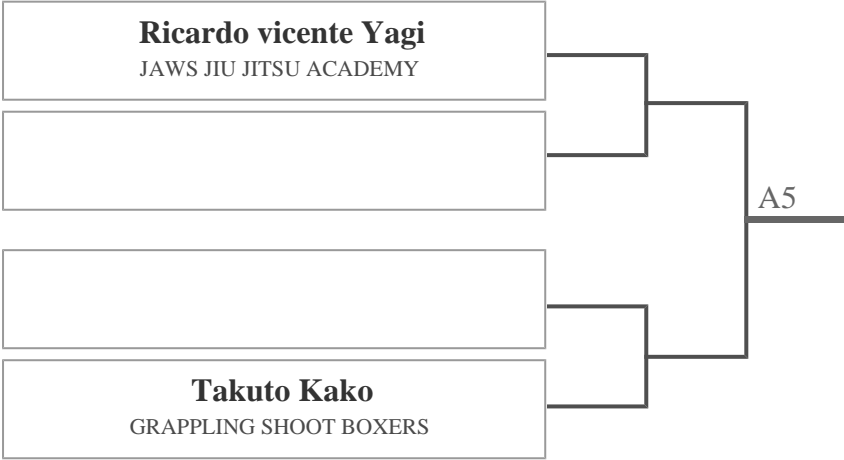 Ricardo vicente Yagi
JAWS JIU JITSU ACADEMY
A5
Takuto Kako
GRAPPLING SHOOT BOXERS